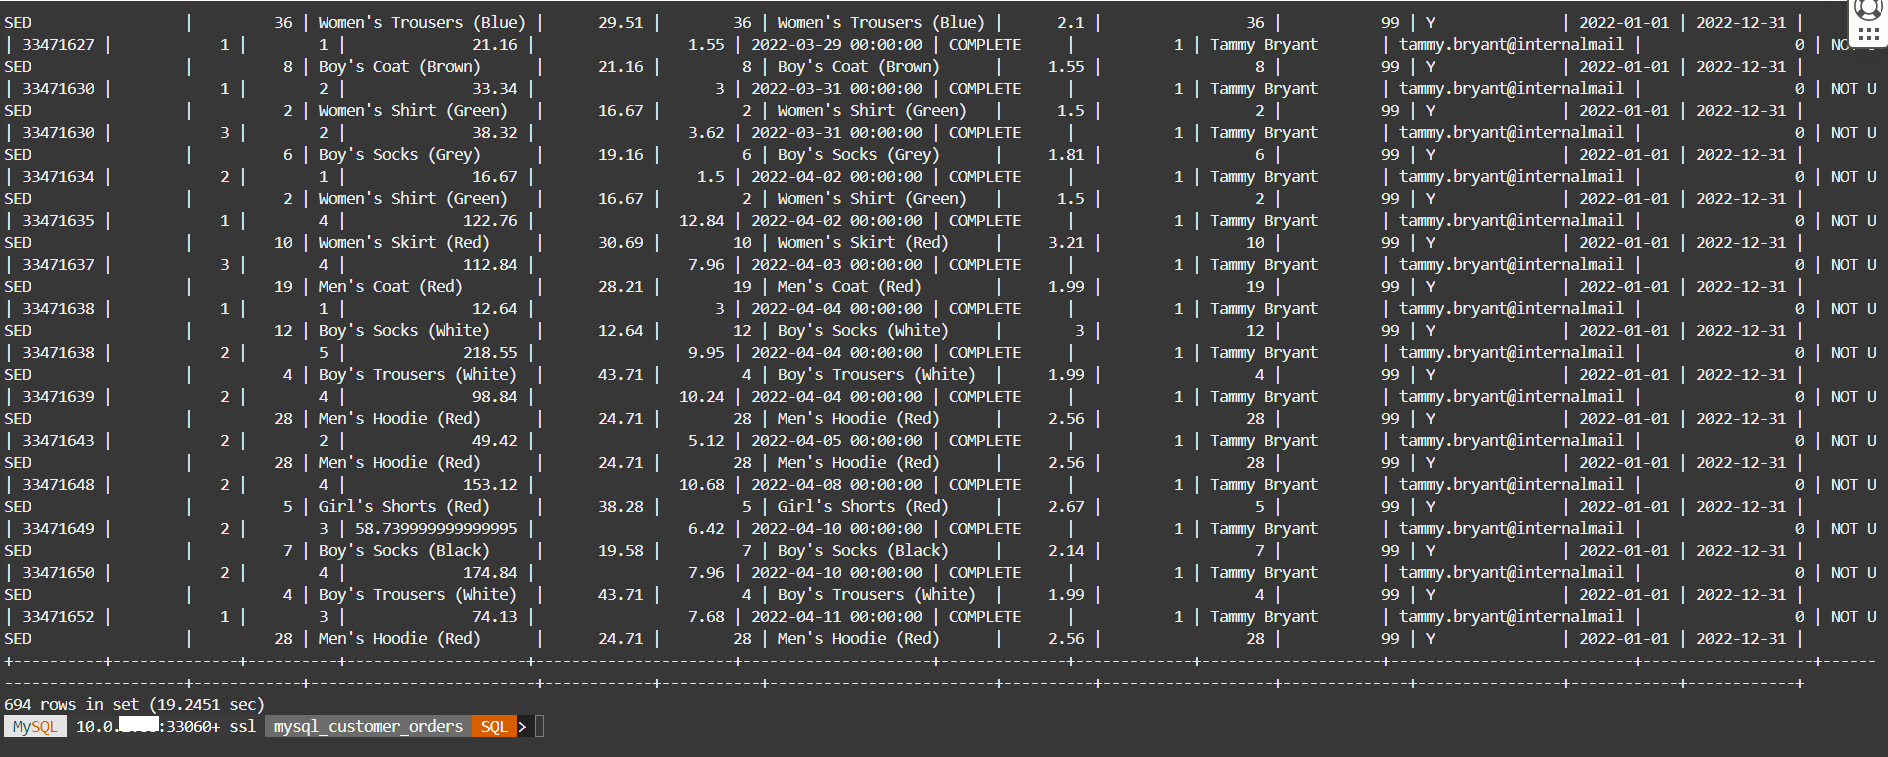 SED | 36 | Women's Trousers (Blue) | 29.51 | 36 | Women's Trousers (Blue) | 2.1 | 36 | 99 | Y | 2022-01-01 | 2022-12-31 |
| 33471627 | 1 | 1 | 21.16 | 1.55 | 2022-03-29 00:00:00 | COMPLETE | 1 | Tammy Bryant | tammy.bryant@internalmail | 0 | NOT U
SED | 8 | Boy's Coat (Brown) | 21.16 | 8 | Boy's Coat (Brown) | 1.55 | 8 | 99 | Y | 2022-01-01 | 2022-12-31 |
| 33471630 | 1 | 2 | 33.34 | 3 | 2022-03-31 00:00:00 | COMPLETE | 1 | Tammy Bryant | tammy.bryant@internalmail | 0 | NOT U
SED | 2 | Women's Shirt (Green) | 16.67 | 2 | Women's Shirt (Green) | 1.5 | 2 | 99 | Y | 2022-01-01 | 2022-12-31 |
| 33471630 | 3 | 2 | 38.32 | 3.62 | 2022-03-31 00:00:00 | COMPLETE | 1 | Tammy Bryant | tammy.bryant@internalmail | 0 | NOT U
SED | 6 | Boy's Socks (Grey) | 19.16 | 6 | Boy's Socks (Grey) | 1.81 | 6 | 99 | Y | 2022-01-01 | 2022-12-31 |
| 33471634 | 2 | 1 | 16.67 | 1.5 | 2022-04-02 00:00:00 | COMPLETE | 1 | Tammy Bryant | tammy.bryant@internalmail | 0 | NOT U
SED | 2 | Women's Shirt (Green) | 16.67 | 2 | Women's Shirt (Green) | 1.5 | 2 | 99 | Y | 2022-01-01 | 2022-12-31 |
| 33471635 | 1 | 4 | 122.76 | 12.84 | 2022-04-02 00:00:00 | COMPLETE | 1 | Tammy Bryant | tammy.bryant@internalmail | 0 | NOT U
SED | 10 | Women's Skirt (Red) | 30.69 | 10 | Women's Skirt (Red) | 3.21 | 10 | 99 | Y | 2022-01-01 | 2022-12-31 |
| 33471637 | 3 | 4 | 112.84 | 7.96 | 2022-04-03 00:00:00 | COMPLETE | 1 | Tammy Bryant | tammy.bryant@internalmail | 0 | NOT U
SED | 19 | Men's Coat (Red) | 28.21 | 19 | Men's Coat (Red) | 1.99 | 19 | 99 | Y | 2022-01-01 | 2022-12-31 |
| 33471638 | 1 | 1 | 12.64 | 3 | 2022-04-04 00:00:00 | COMPLETE | 1 | Tammy Bryant | tammy.bryant@internalmail | 0 | NOT U
SED | 12 | Boy's Socks (White) | 12.64 | 12 | Boy's Socks (White) | 3 | 12 | 99 | Y | 2022-01-01 | 2022-12-31 |
| 33471638 | 2 | 5 | 218.55 | 9.95 | 2022-04-04 00:00:00 | COMPLETE | 1 | Tammy Bryant | tammy.bryant@internalmail | 0 | NOT U
SED | 4 | Boy's Trousers (White) | 43.71 | 4 | Boy's Trousers (White) | 1.99 | 4 | 99 | Y | 2022-01-01 | 2022-12-31 |
| 33471639 | 2 | 4 | 98.84 | 10.24 | 2022-04-04 00:00:00 | COMPLETE | 1 | Tammy Bryant | tammy.bryant@internalmail | 0 | NOT U
SED | 28 | Men's Hoodie (Red) | 24.71 | 28 | Men's Hoodie (Red) | 2.56 | 28 | 99 | Y | 2022-01-01 | 2022-12-31 |
| 33471643 | 2 | 2 | 49.42 | 5.12 | 2022-04-05 00:00:00 | COMPLETE | 1 | Tammy Bryant | tammy.bryant@internalmail | 0 | NOT U
SED | 28 | Men's Hoodie (Red) | 24.71 | 28 | Men's Hoodie (Red) | 2.56 | 28 | 99 | Y | 2022-01-01 | 2022-12-31 |
| 33471648 | 2 | 4 | 153.12 | 10.68 | 2022-04-08 00:00:00 | COMPLETE | 1 | Tammy Bryant | tammy.bryant@internalmail | 0 | NOT U
SED | 5 | Girl's Shorts (Red) | 38.28 | 5 | Girl's Shorts (Red) | 2.67 | 5 | 99 | Y | 2022-01-01 | 2022-12-31 |
| 33471649 | 2 | 3 | 58.739999999999995 | 6.42 | 2022-04-10 00:00:00 | COMPLETE | 1 | Tammy Bryant | tammy.bryant@internalmail | 0 | NOT U
SED | 7 | Boy's Socks (Black) | 19.58 | 7 | Boy's Socks (Black) | 2.14 | 7 | 99 | Y | 2022-01-01 | 2022-12-31 |
| 33471650 | 2 | 4 | 174.84 | 7.96 | 2022-04-10 00:00:00 | COMPLETE | 1 | Tammy Bryant | tammy.bryant@internalmail | 0 | NOT U
SED | 4 | Boy's Trousers (White) | 43.71 | 4 | Boy's Trousers (White) | 1.99 | 4 | 99 | Y | 2022-01-01 | 2022-12-31 |
| 33471652 | 1 | 3 | 74.13 | 7.68 | 2022-04-11 00:00:00 | COMPLETE | 1 | Tammy Bryant | tammy.bryant@internalmail | 0 | NOT U
SED | 28 | Men's Hoodie (Red) | 24.71 | 28 | Men's Hoodie (Red) | 2.56 | 28 | 99 | Y | 2022-01-01 | 2022-12-31 |
694 rows in set (19.2451 sec)
MySQL 10.0. :33060+ ssl mysql_customer_orders SQL >